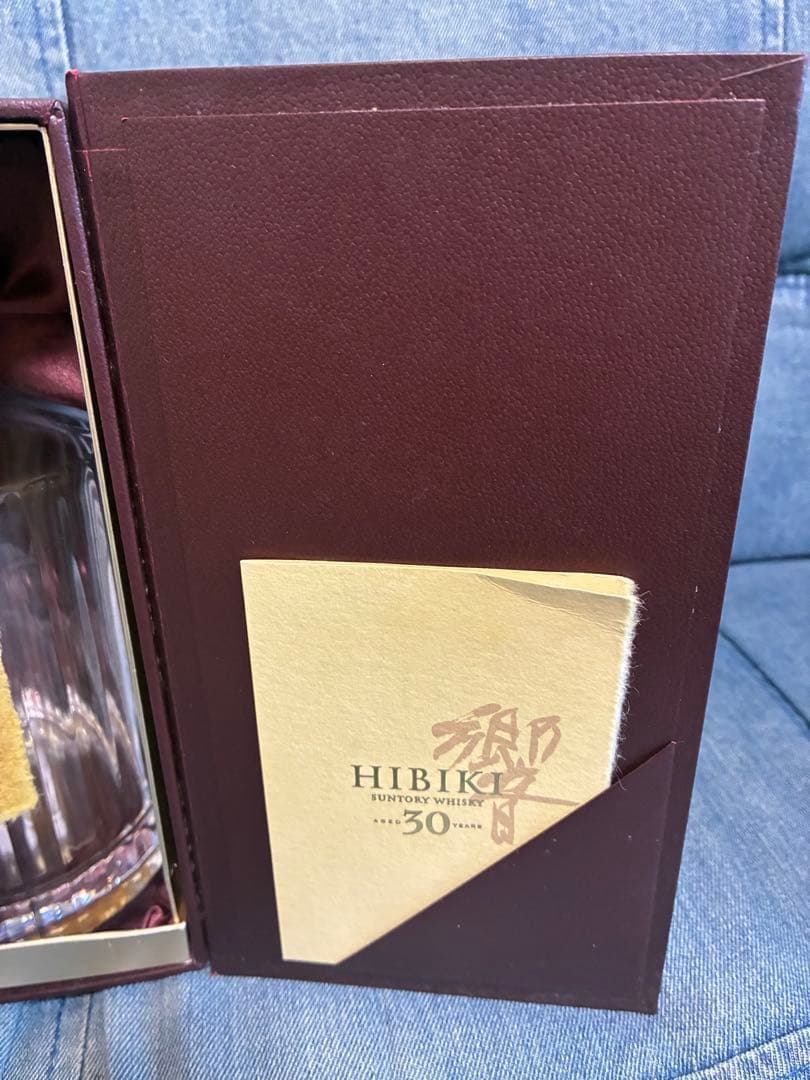 響
HIBIKI
SUNTORY WHISKY
AGED 30 YEARS